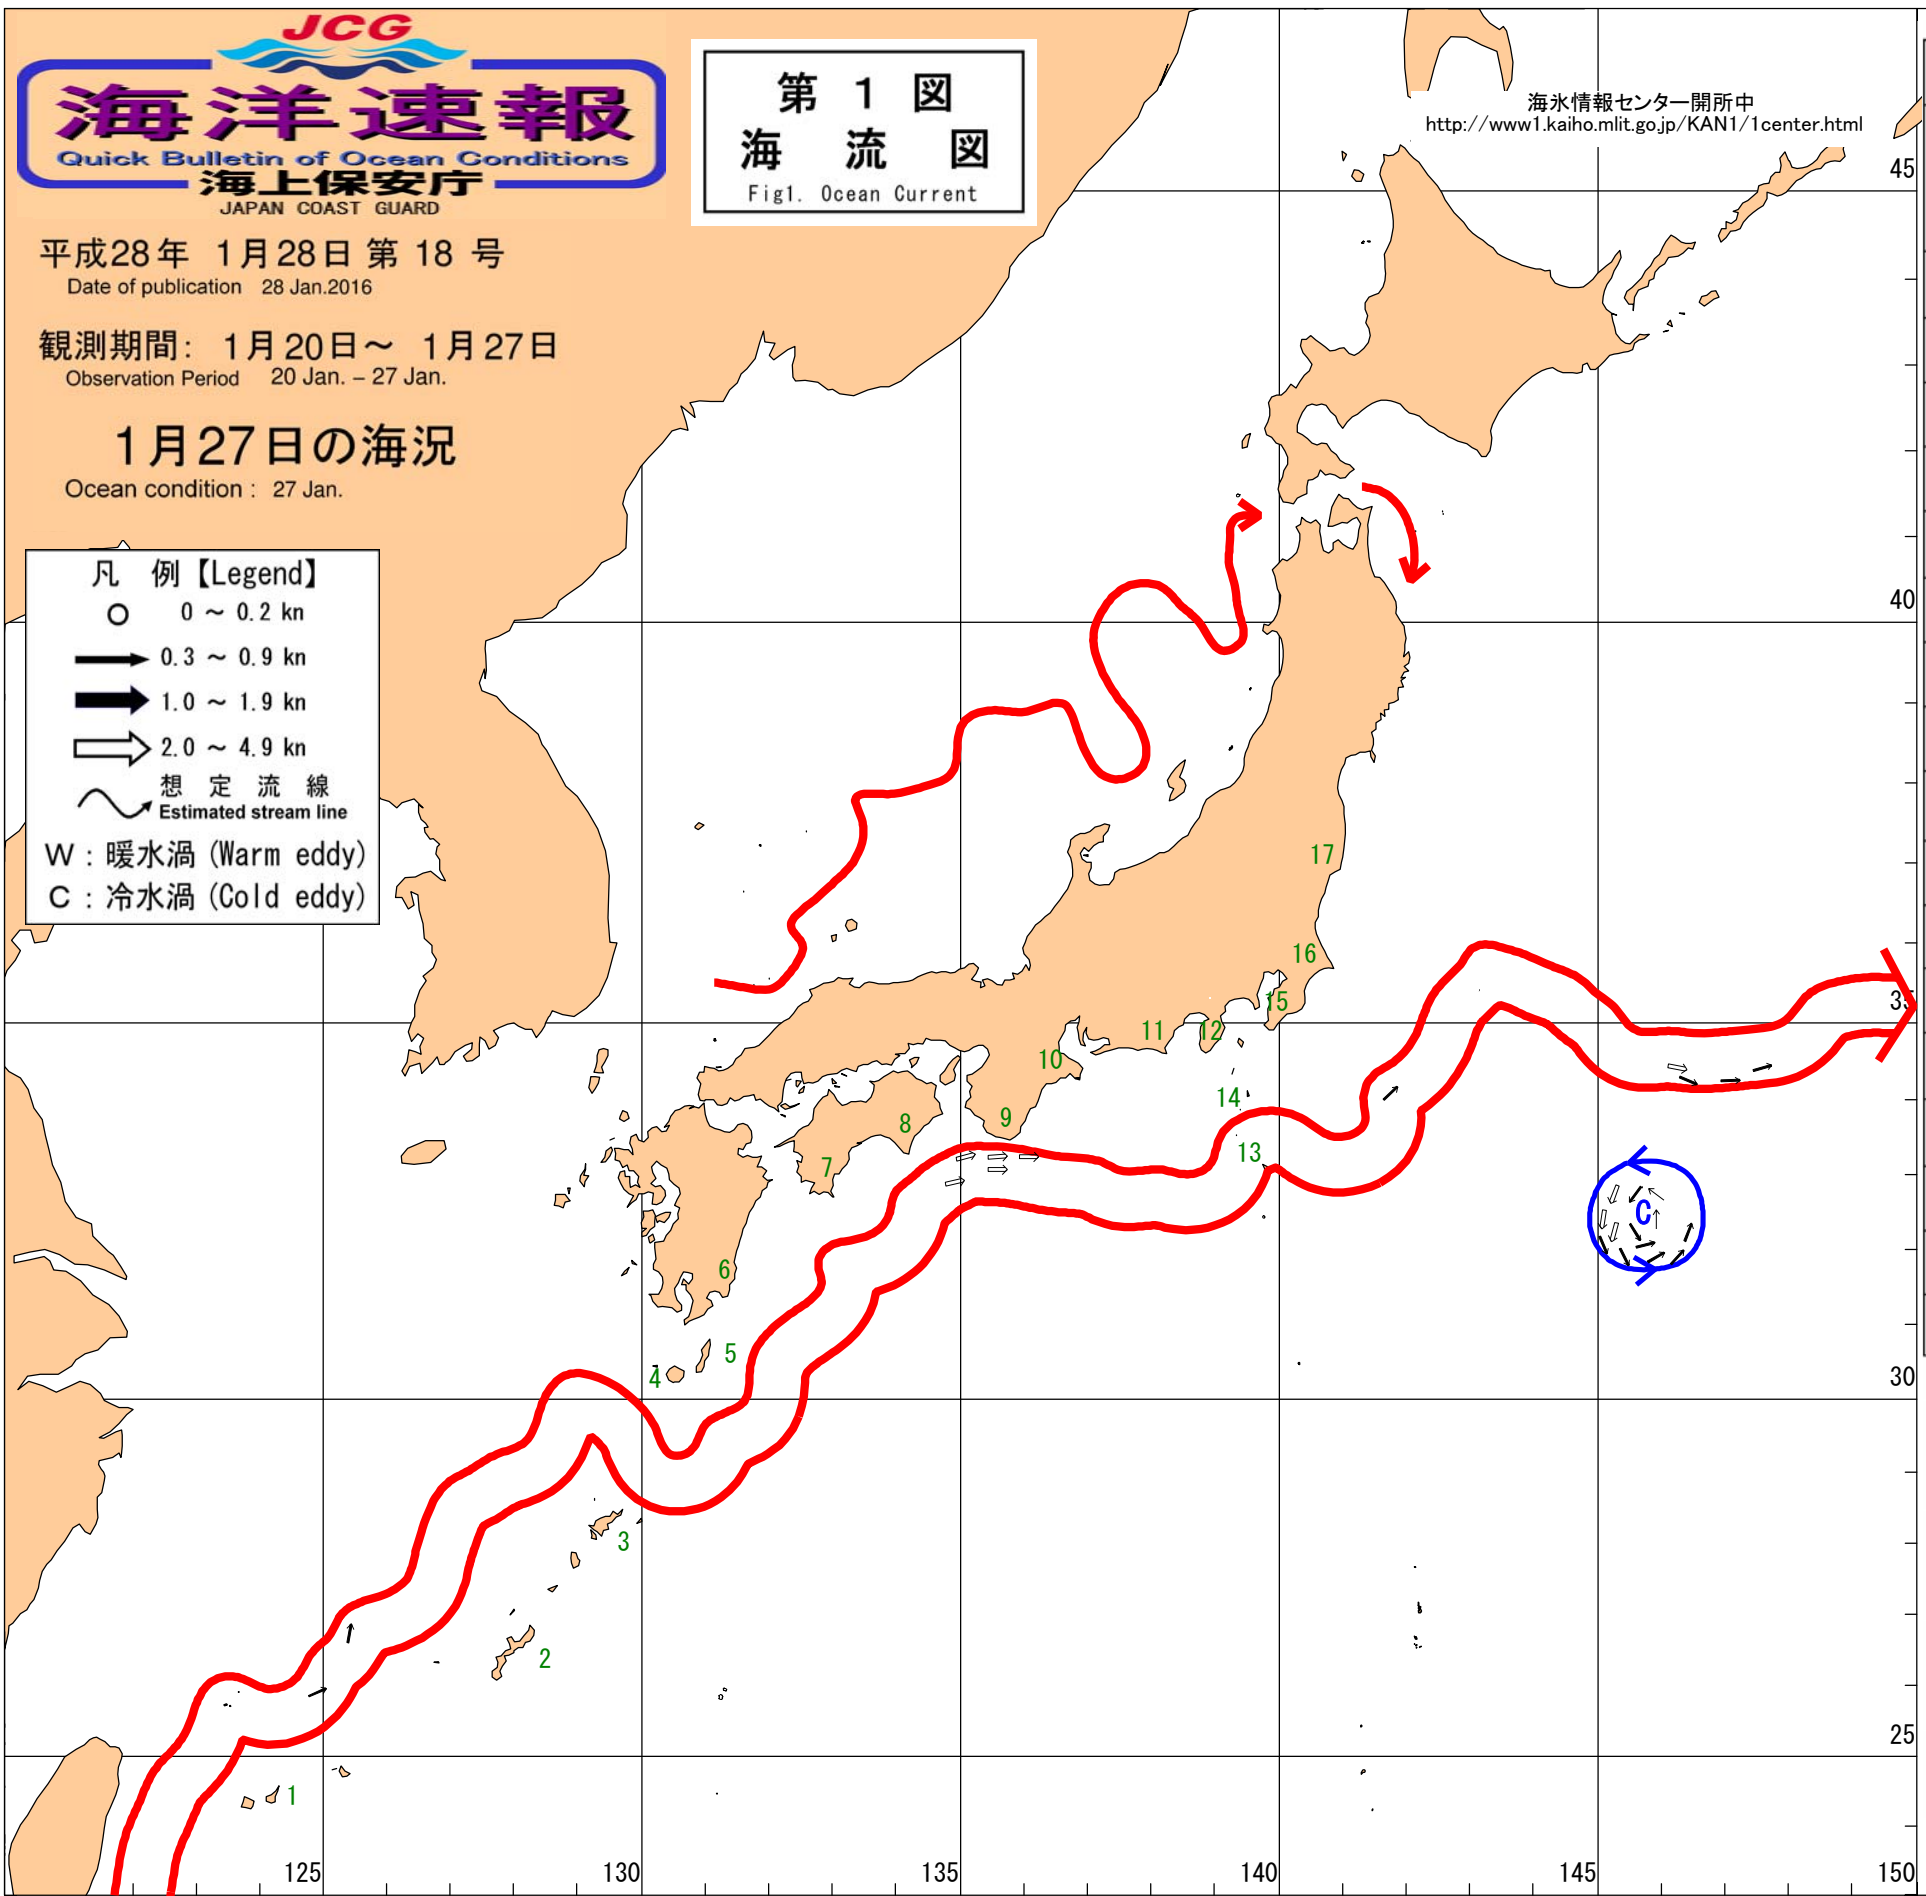 JCG
海洋速報
Quick Bulletin of Ocean Conditions
海上保安庁
JAPAN COAST GUARD
平成28年 1月28日 第 18 号
Date of publication 28 Jan.2016
観測期間: 1月20日～ 1月27日
Observation Period 20 Jan. – 27 Jan.
1月27日の海況
Ocean condition : 27 Jan.
第 1 図
海 流 図
Fig1. Ocean Current
海氷情報センター開所中
http://www1.kaiho.mlit.go.jp/KAN1/1center.html
凡 例【Legend】
0 ～ 0.2 kn
0.3 ～ 0.9 kn
1.0 ～ 1.9 kn
2.0 ～ 4.9 kn
想 定 流 線
Estimated stream line
W : 暖水渦 (Warm eddy)
C : 冷水渦 (Cold eddy)
45
40
17
16
15
35
11
12
10
14
9
8
13
7
C
6
5
4
30
3
2
25
1
125
130
135
140
145
150